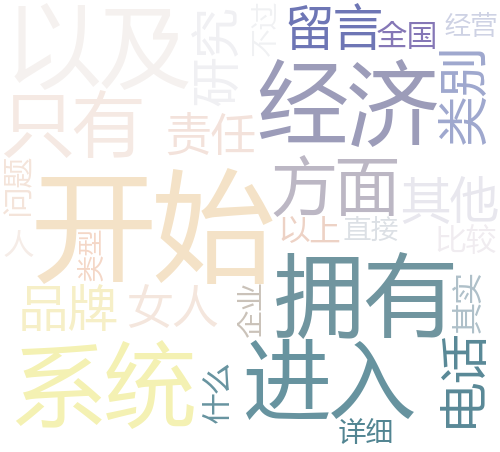 以及
研究
不过
留言
全国
经营
只有
责任
经济
类别
问题
开始
方面
其他
人
类型
以上
直接
比较
品牌
女人
企业
拥有
其实
系统
什么
进入
电话
详细